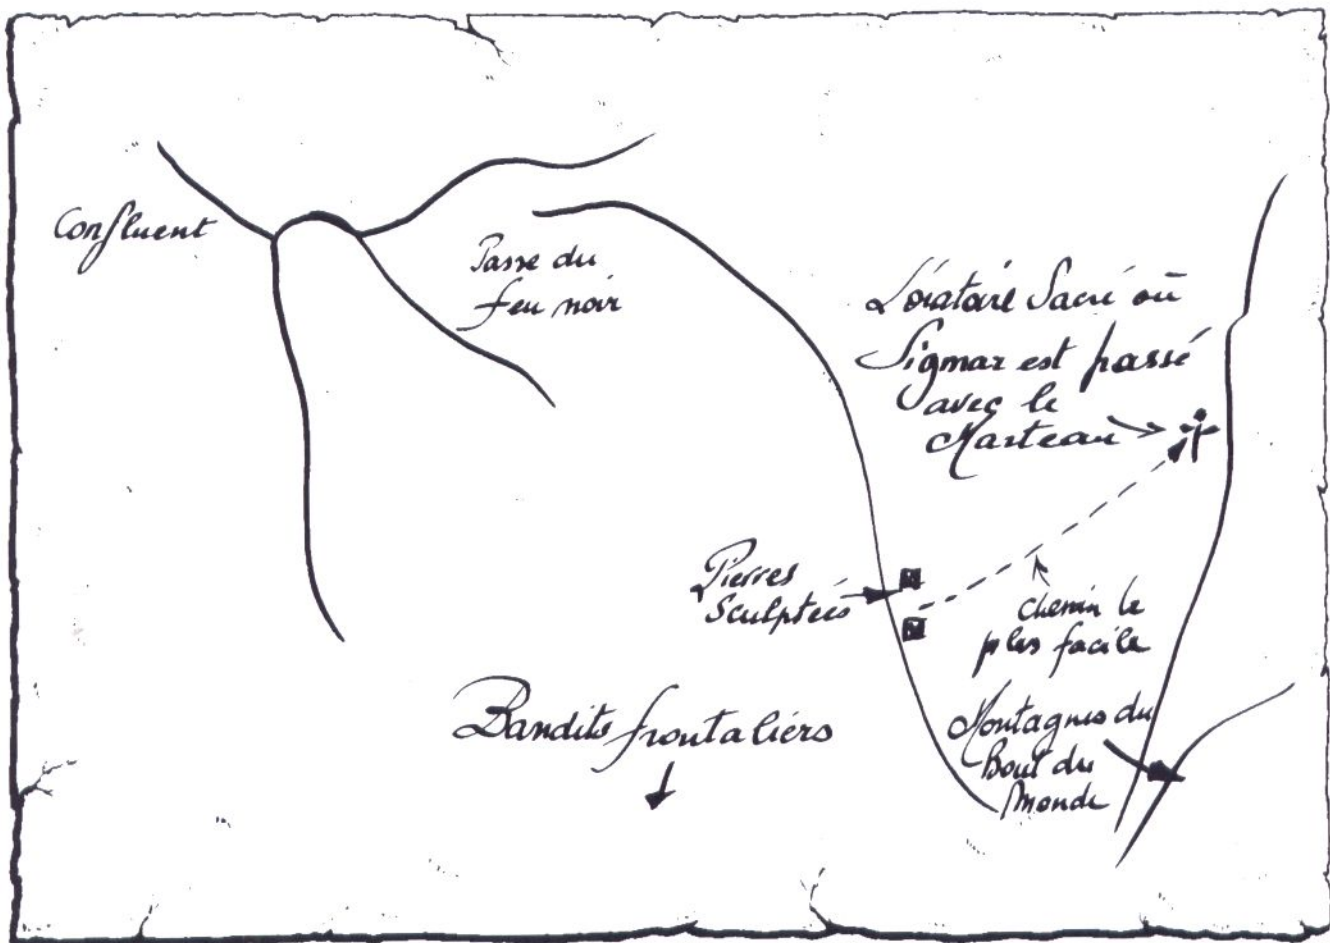 Confluent
Passe du
feu noir
L'oratoire Sacré où
Sigmar est passé
avec le
Marteau
Pierres
Sculptées
chemin le
plus facile
Bandits frontaliers
Montagnes du
Bout du
Monde